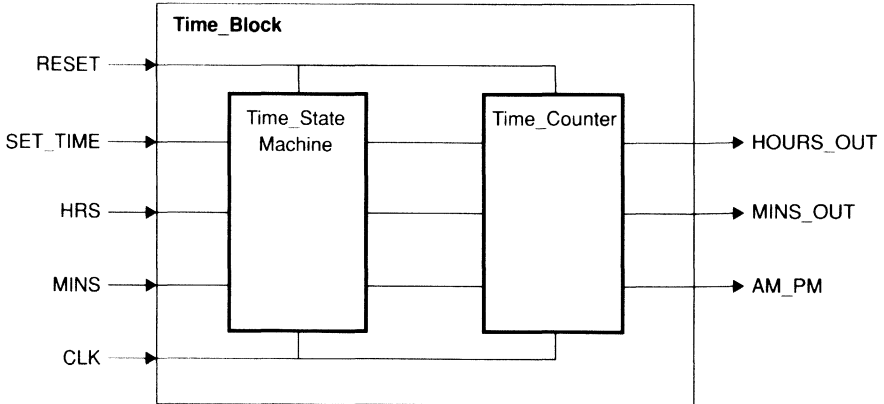 Time_Block
RESET
Time_State
Machine
Time_Counter
SET_TIME
HOURS_OUT
HRS
MINS_OUT
MINS
AM_PM
CLK